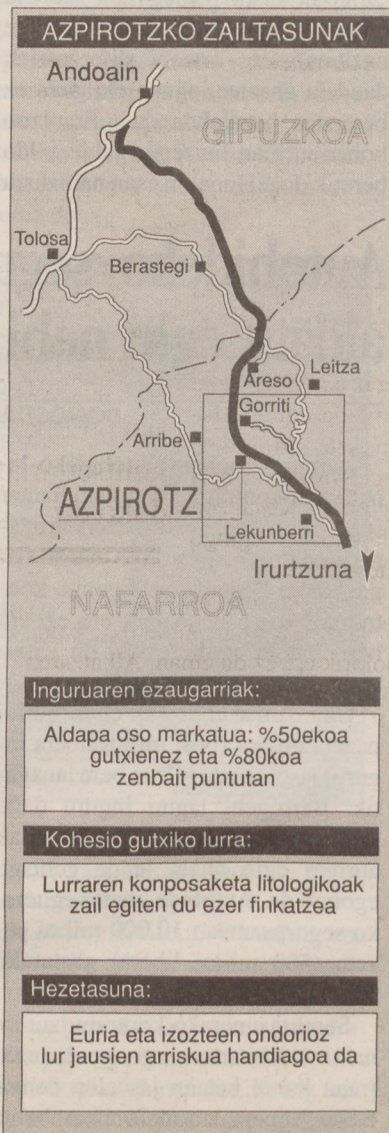 AZPIROTZKO ZAILTASUNAK
Andoain
GIPUZKOA
Tolosa
Berastegi
Areso
Leitza
Gorriti
Arribe
AZPIROTZ
Lekunberri
Irurtzuna
NAFARROA
Inguruaren ezaugarriak:
Aldapa oso markatua: %50ekoa
gutxienez eta %80koa
zenbait puntutan
Kohesio gutxiko lurra:
Lurraren konposaketa litologikoak
zail egiten du ezer finkatzea
Hezetasuna:
Euria eta izozteen ondorioz
lur jausien arriskua handiagoa da